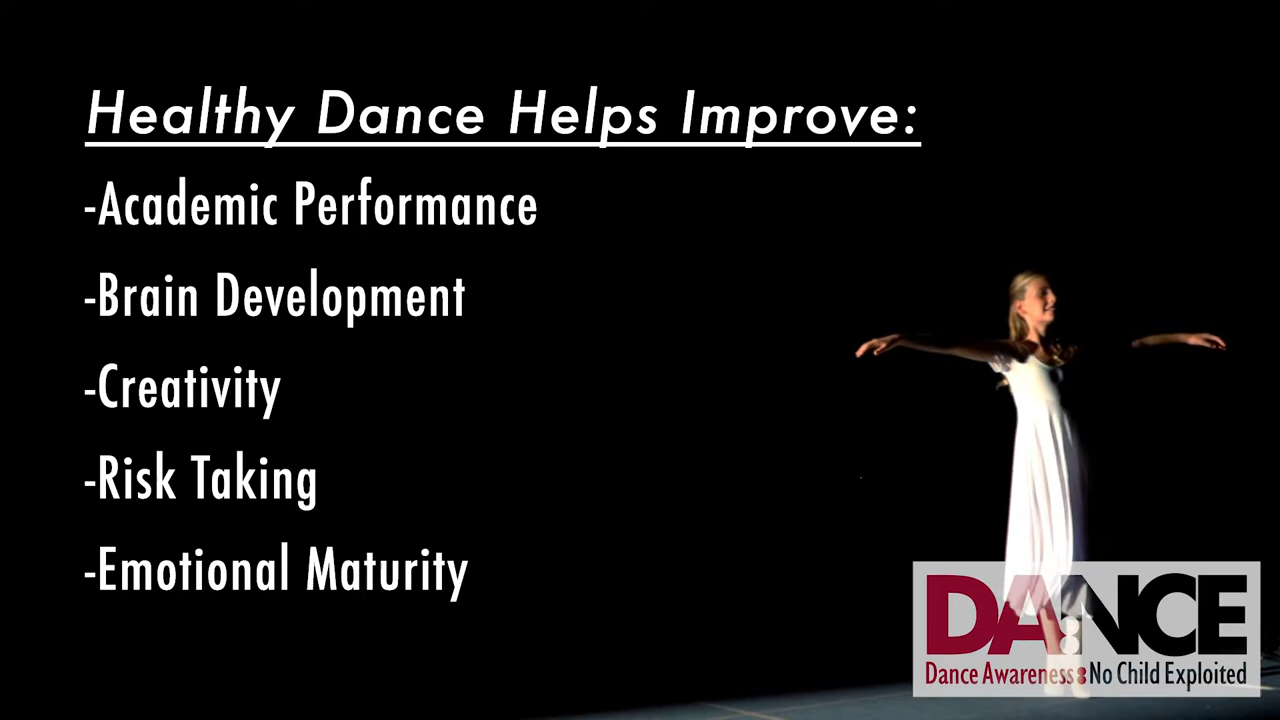 Healthy Dance Helps Improve:
-Academic Performance
-Brain Development
-Creativity
-Risk Taking
-Emotional Maturity
DA:NCE
Dance Awareness: No Child Exploited